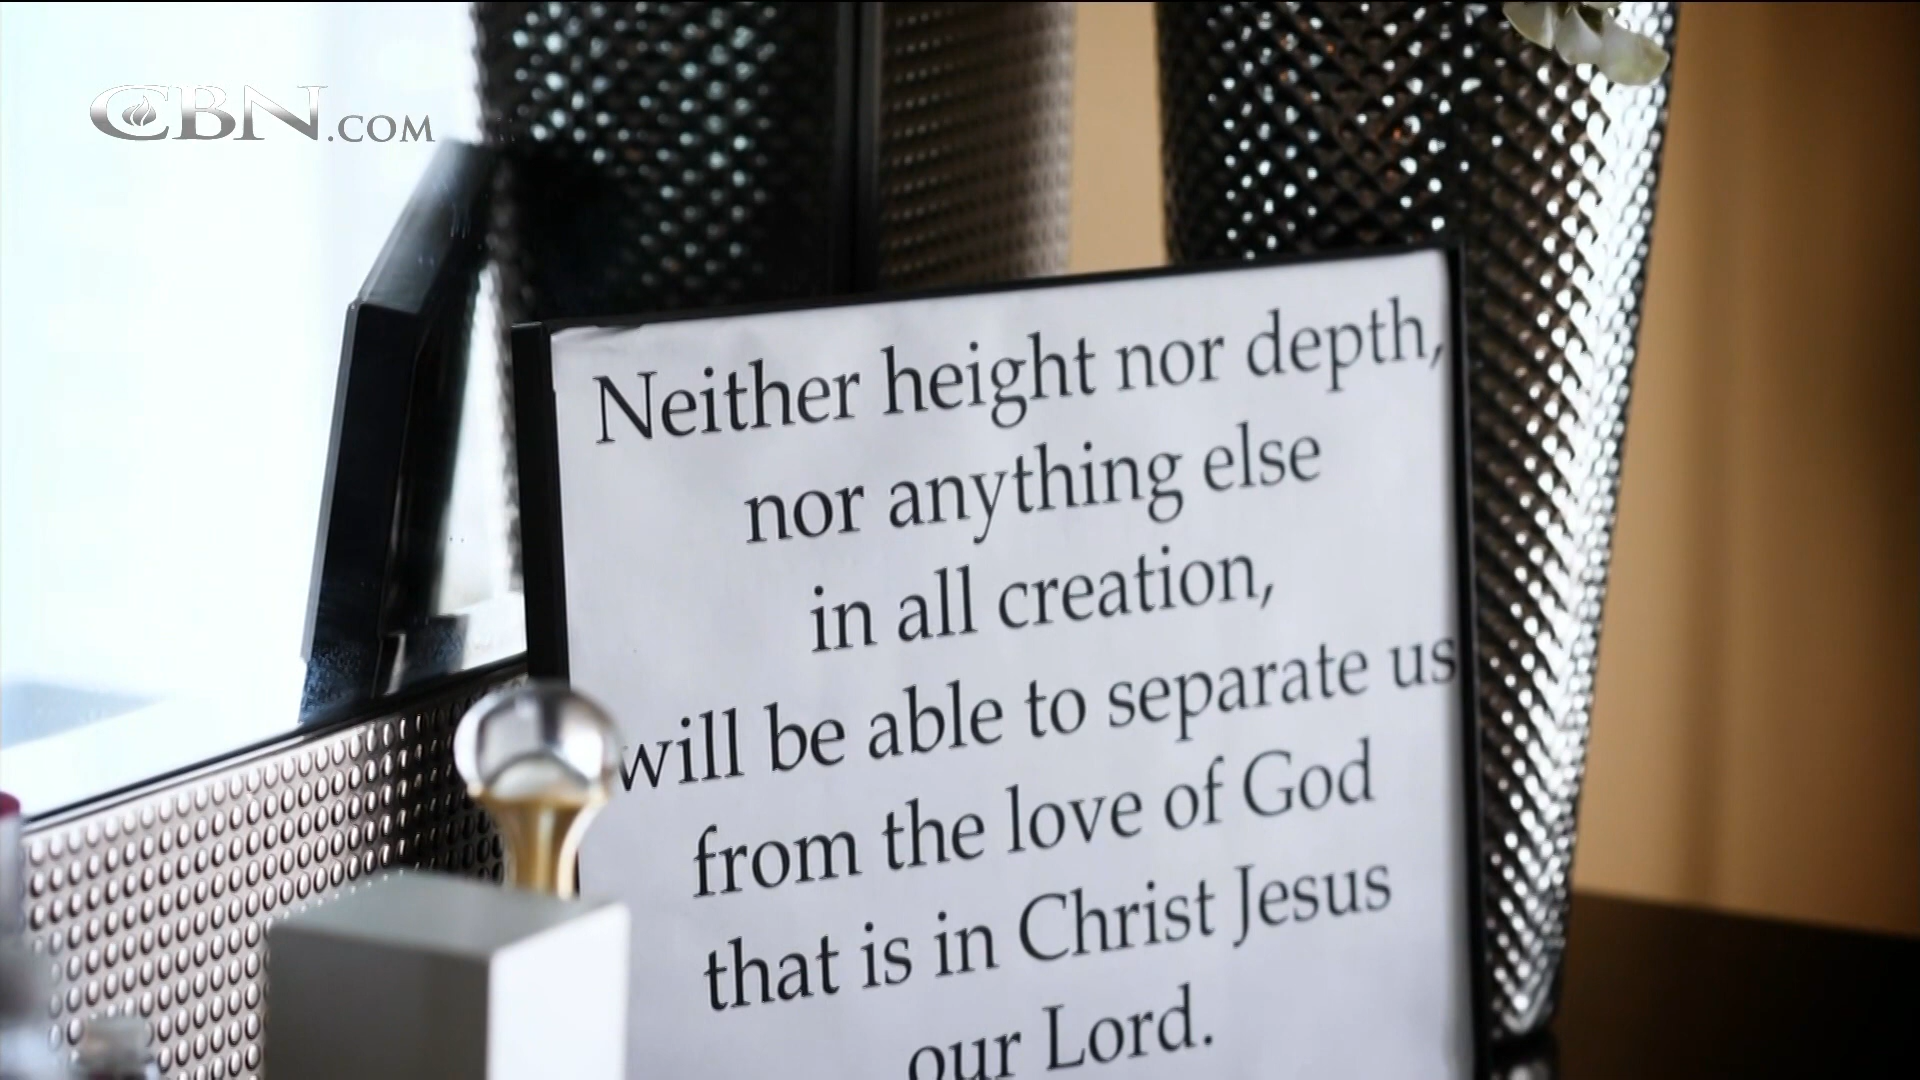 CBN.COM
Neither height nor depth,
nor anything else
in all creation,
will be able to separate us
from the love of God
that is in Christ Jesus
our Lord.